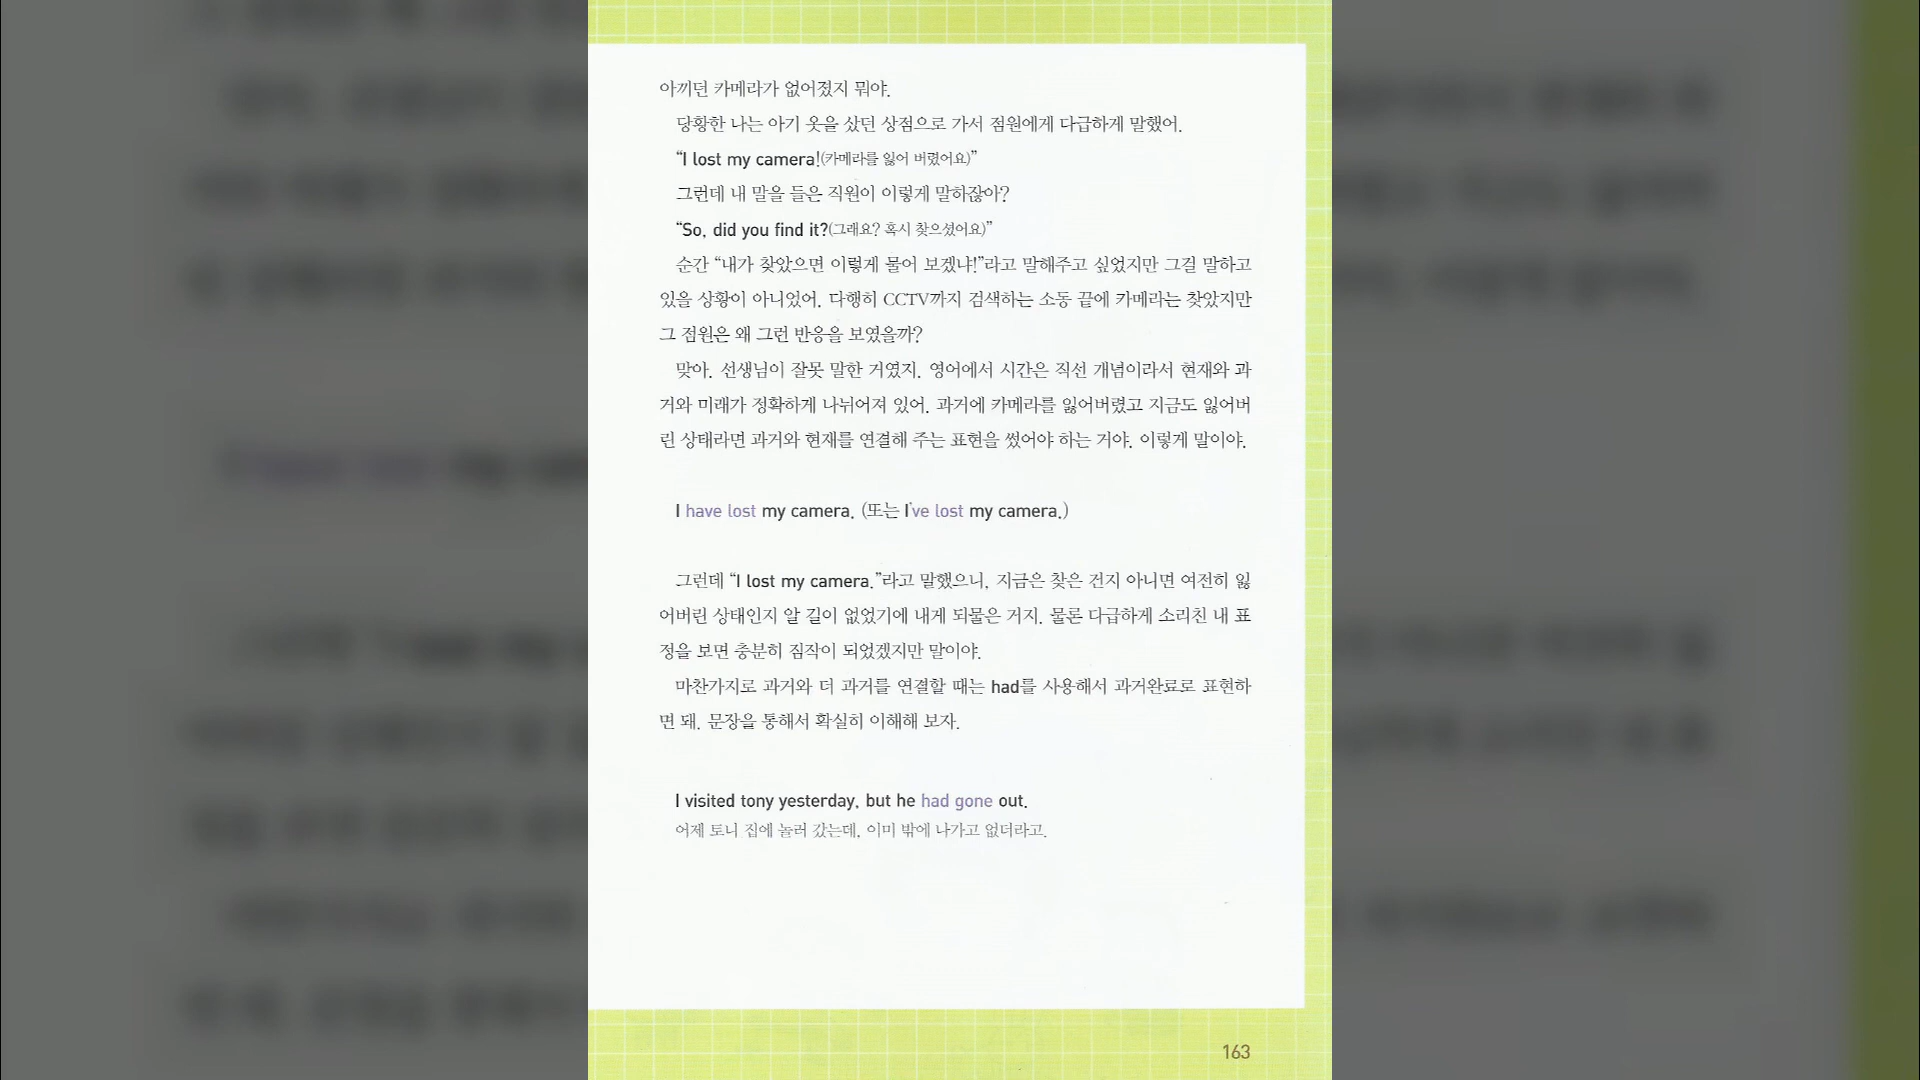 아끼던 카메라가 없어졌지 뭐야.
당황한 나는 아기 옷을 샀던 상점으로 가서 점원에게 다급하게 말했어.
“I lost my camera!(카메라를 잃어 버렸어요)”
그런데 내 말을 들은 직원이 이렇게 말하잖아?
“So, did you find it?(그래요? 혹시 찾으셨어요)”
순간 “내가 찾았으면 이렇게 물어 보겠냐!”라고 말해주고 싶었지만 그걸 말하고
있을 상황이 아니었어. 다행히 CCTV까지 검색하는 소동 끝에 카메라는 찾았지만
그 점원은 왜 그런 반응을 보였을까?
맞아. 선생님이 잘못 말한 거였지. 영어에서 시간은 직선 개념이라서 현재와 과
거와 미래가 정확하게 나뉘어져 있어. 과거에 카메라를 잃어버렸고 지금도 잃어버
린 상태라면 과거와 현재를 연결해 주는 표현을 썼어야 하는 거야. 이렇게 말이야.
I have lost my camera. (또는 I've lost my camera.)
그런데 “I lost my camera.”라고 말했으니, 지금은 찾은 건지 아니면 여전히 잃
어버린 상태인지 알 길이 없었기에 내게 되물은 거지. 물론 다급하게 소리친 내 표
정을 보면 충분히 짐작이 되었겠지만 말이야.
마찬가지로 과거와 더 과거를 연결할 때는 had를 사용해서 과거완료로 표현하
면 돼. 문장을 통해서 확실히 이해해 보자.
I visited tony yesterday, but he had gone out.
어제 토니 집에 놀러 갔는데, 이미 밖에 나가고 없더라고.
163